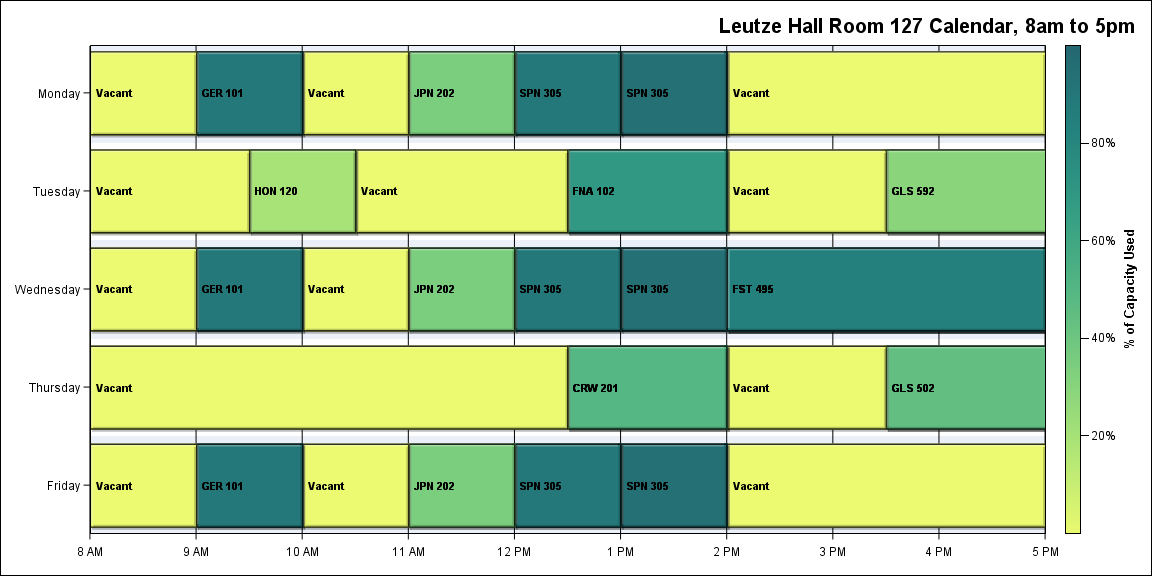 Leutze Hall Room 127 Calendar, 8am to 5pm
Monday
Vacant
GER 101
Vacant
JPN 202
SPN 305
SPN 305
Vacant
Tuesday
Vacant
HON 120
Vacant
FNA 102
Vacant
GLS 592
Wednesday
Vacant
GER 101
Vacant
JPN 202
SPN 305
SPN 305
FST 495
Thursday
Vacant
CRW 201
Vacant
GLS 502
Friday
Vacant
GER 101
Vacant
JPN 202
SPN 305
SPN 305
Vacant
8 AM
9 AM
10 AM
11 AM
12 PM
1 PM
2 PM
3 PM
4 PM
5 PM
80%
60%
40%
20%
% of Capacity Used